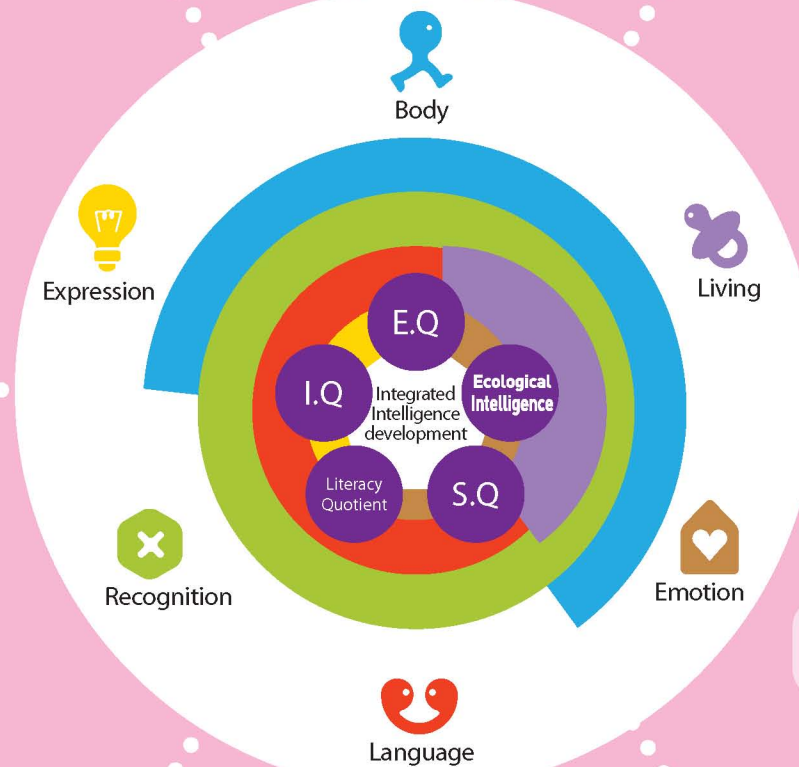 Body
Expression
Living
E.Q
I.Q
Ecological
Intelligence
Integrated
Intelligence
development
Literacy
Quotient
S.Q
Recognition
Emotion
Language